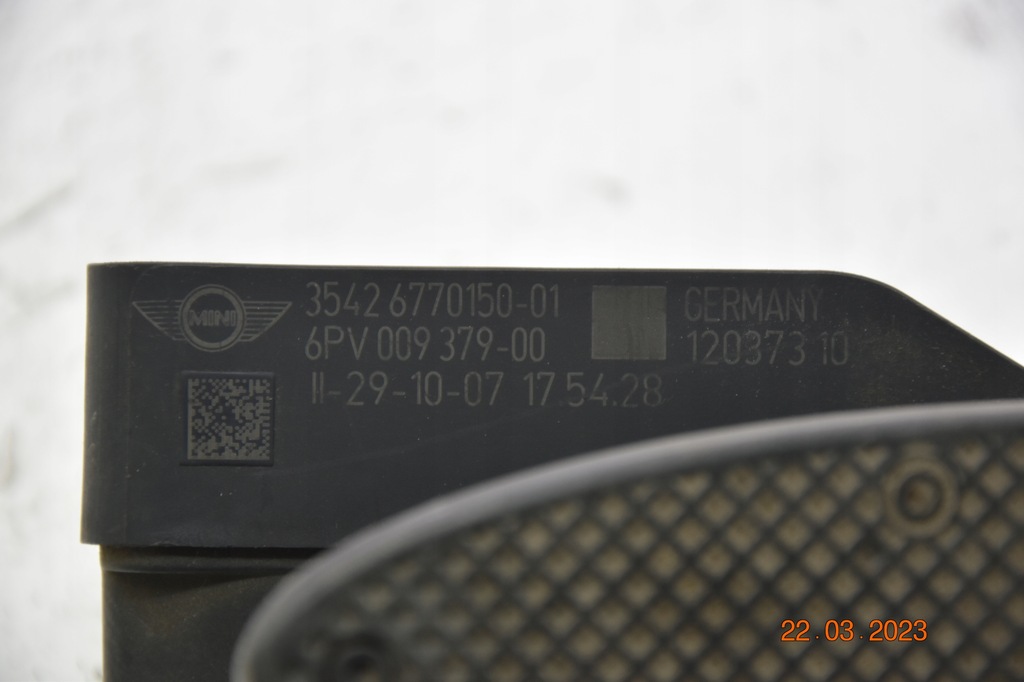 MINI
3542 6770150-01
6PV 009 379-00
II-29-10-07 17.54.28
GERMANY
12037310
22.03.2023